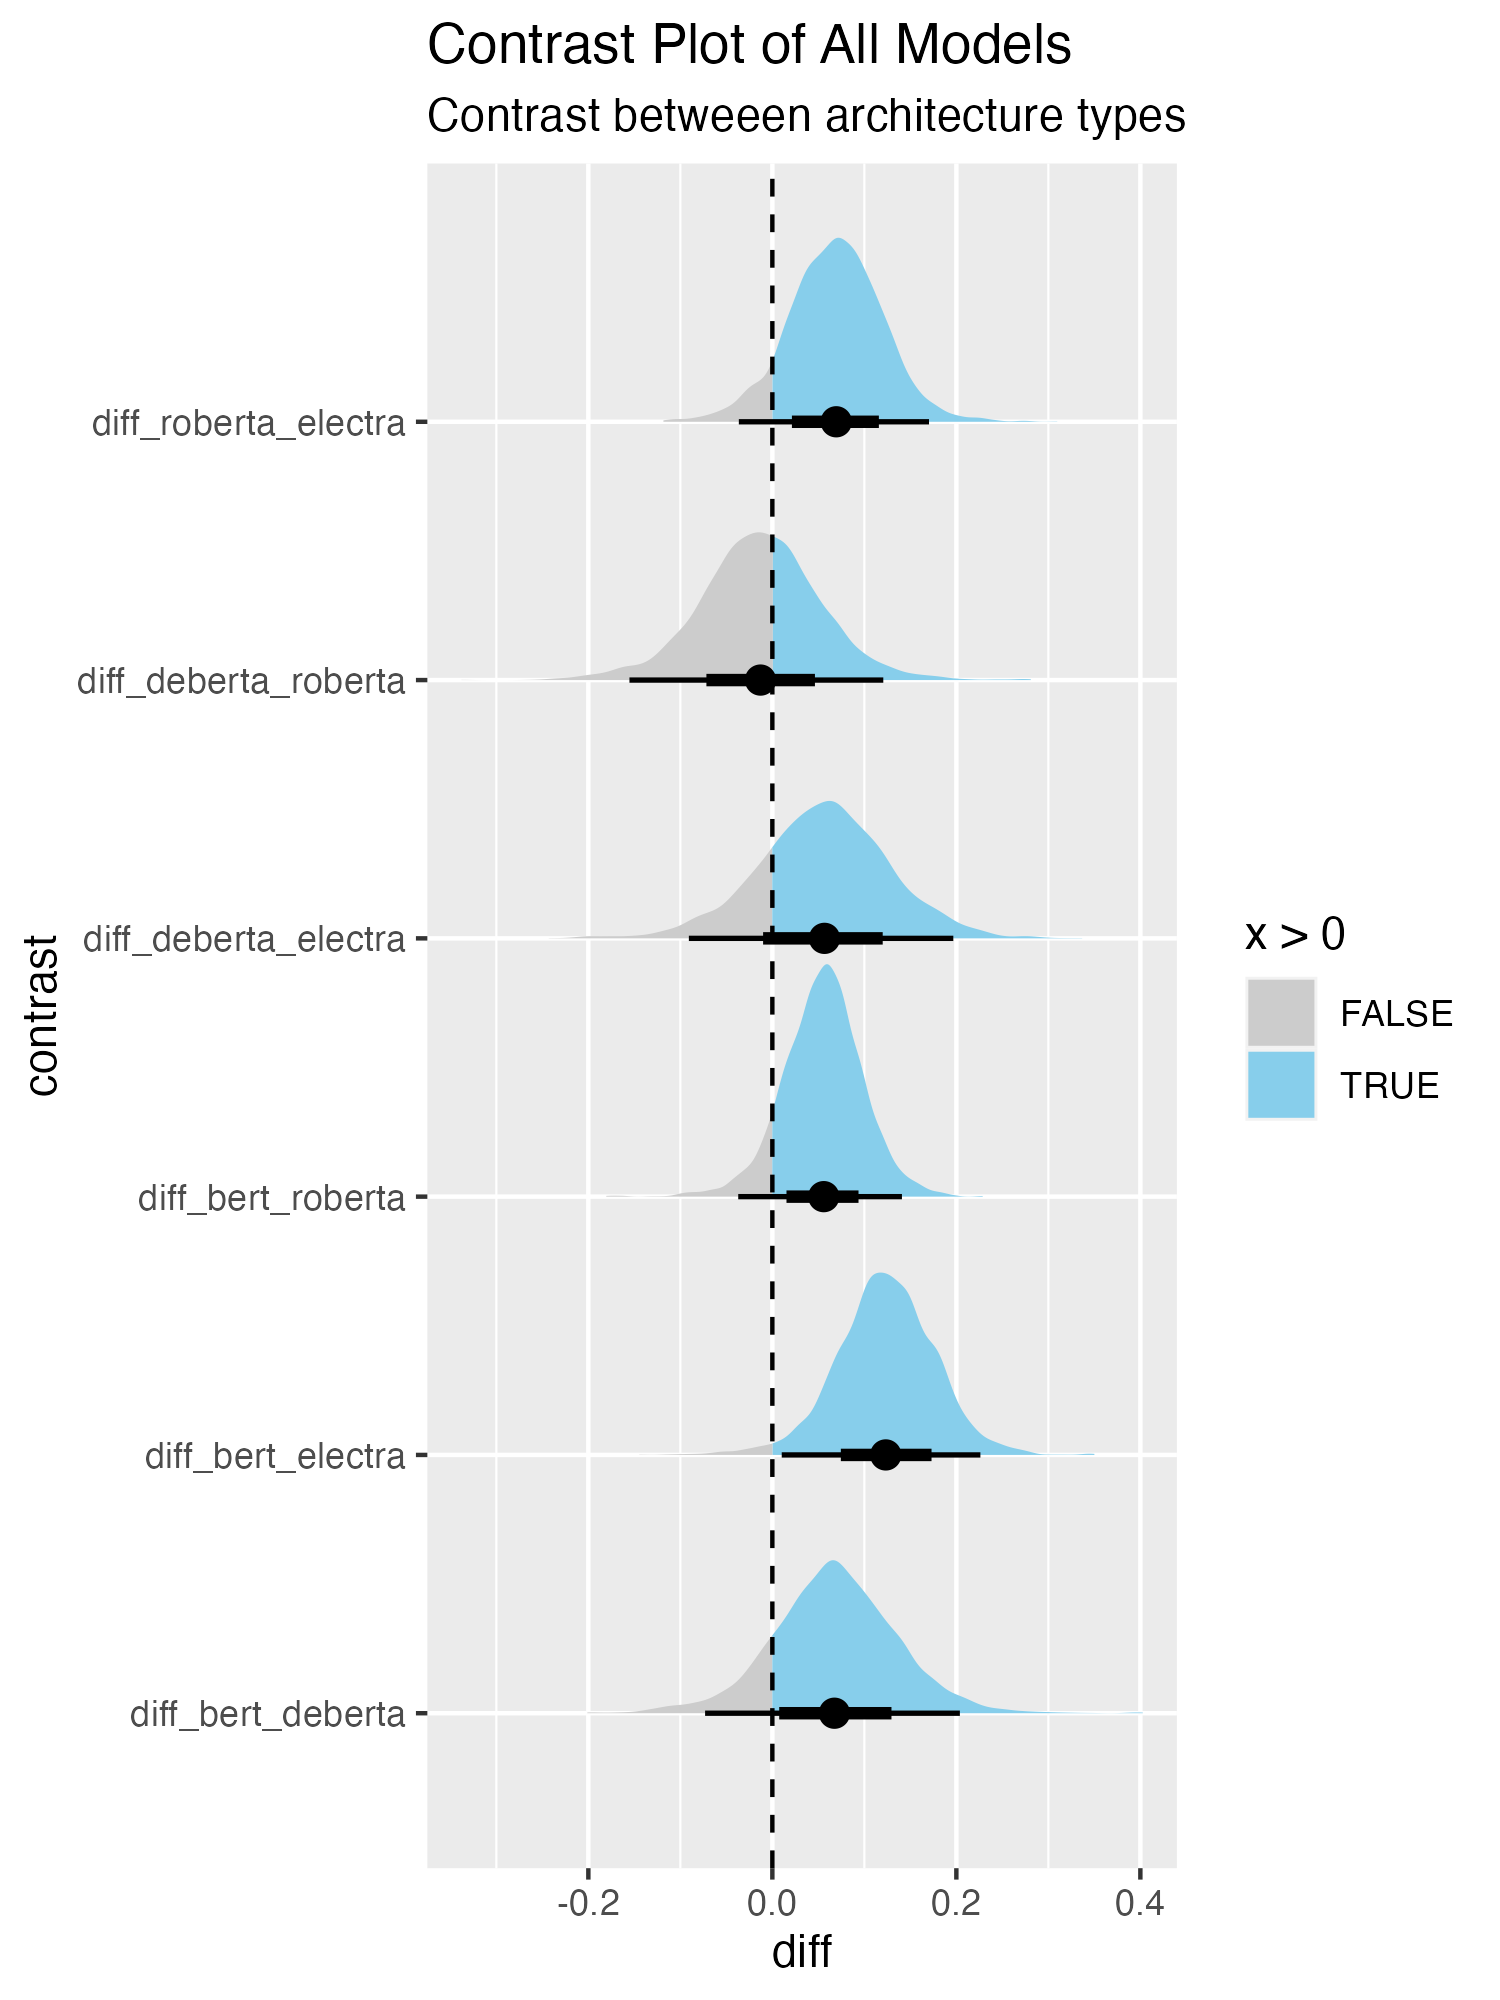 Contrast Plot of All Models
Contrast betweeen architecture types
diff_roberta_electra
diff_deberta_roberta
diff_deberta_electra
diff_bert_roberta
diff_bert_electra
diff_bert_deberta
contrast
-0.2
0.0
0.2
0.4
diff
x > 0
FALSE
TRUE